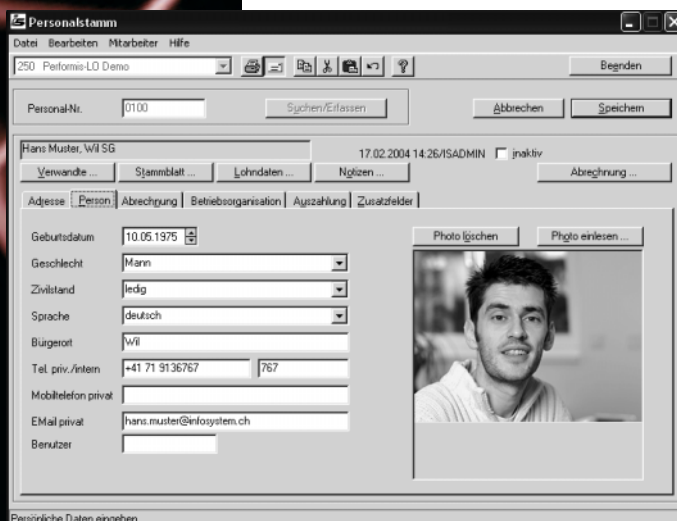 Personalstamm
Datei Bearbeiten Mitarbeiter Hilfe
250 Performis-LO Demo Beenden
Personal-Nr. 0100 Suchen/Erfassen Abbrechen Speichern
Hans Muster, Wil SG 17.02.2004 14:26/ISADMIN inaktiv
Verwandte ... Stammblatt ... Lohndaten ... Notizen ... Abrechnung ...
Adresse Person Abrechnung Betriebsorganisation Auszahlung Zusatzfelder
Geburtsdatum 10.05.1975 Photo löschen Photo einlesen ...
Geschlecht Mann
Zivilstand ledig
Sprache deutsch
Bürgerort Wil
Tel. priv./intern +41 71 9136767 767
Mobiltelefon privat
EMail privat hans.muster@infosystem.ch
Benutzer
Persönliche Daten eingeben